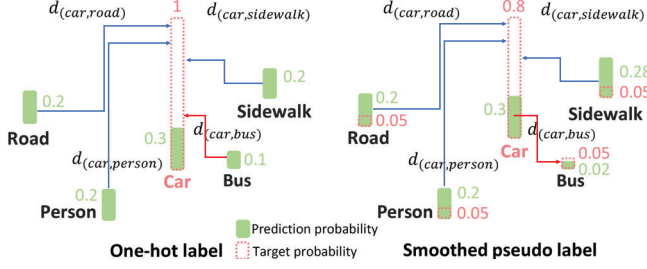 d(car,road)
1
d(car,sidewalk)
0.2
0.2
Road
Sidewalk
0.3
d(car,bus)
d(car,person)
0.1
Car
Bus
0.2
Person
One-hot label
d(car,road)
0.8
d(car,sidewalk)
0.28
0.05
0.2
0.05
Road
Sidewalk
0.3
d(car,bus)
d(car,person)
Car
0.05
0.02
Bus
0.2
0.05
Person
Smoothed pseudo label
Prediction probability
Target probability